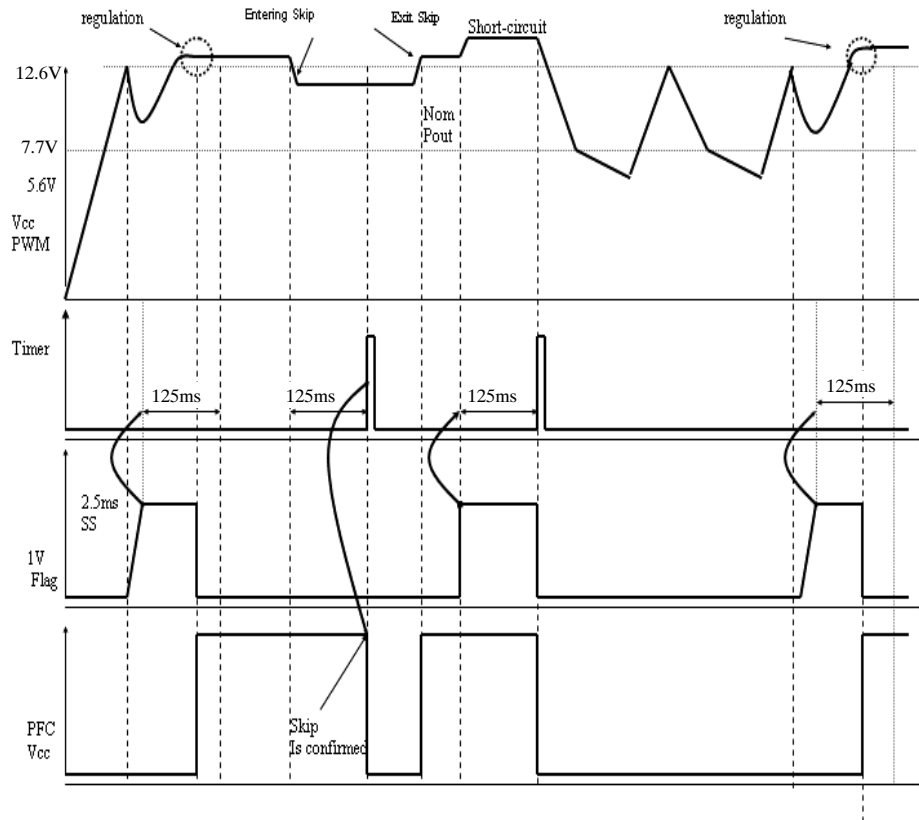 regulation
Entering Skip
Exit Skip
Short-circuit
regulation
12.6V
Nom
Pout
7.7V
5.6V
Vcc
PWM
Timer
125ms
125ms
125ms
125ms
2.5ms
SS
1V
Flag
Skip
Is confirmed
PFC
Vcc